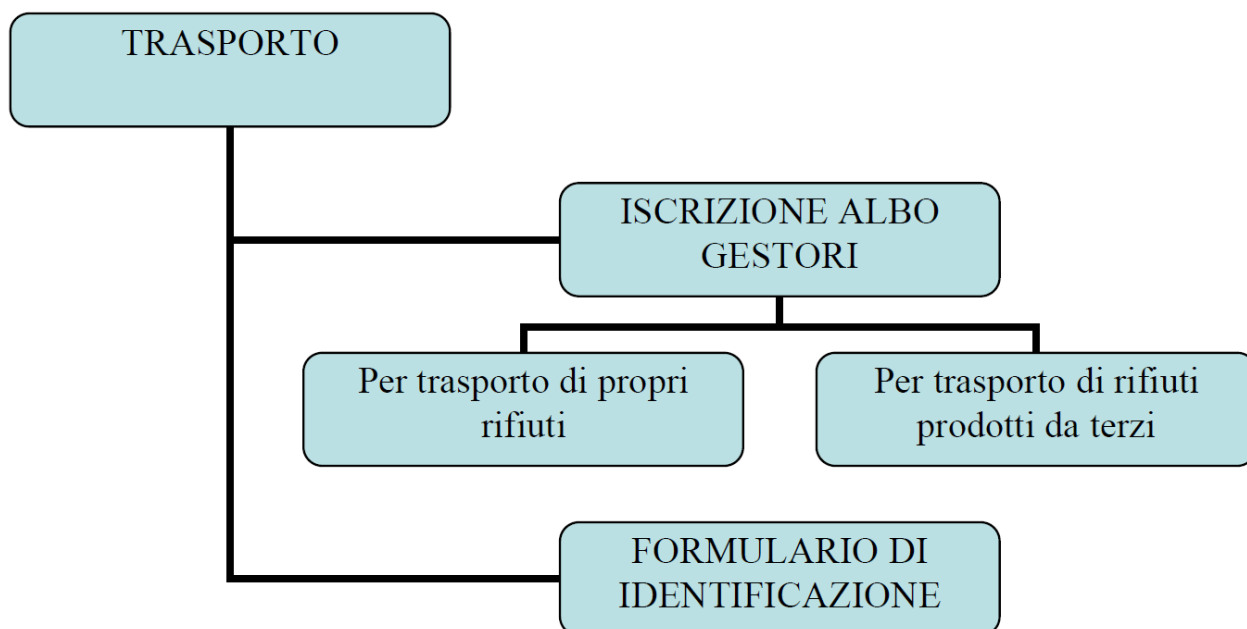 TRASPORTO
ISCRIZIONE ALBO
GESTORI
Per trasporto di propri
rifiuti
Per trasporto di rifiuti
prodotti da terzi
FORMULARIO DI
IDENTIFICAZIONE